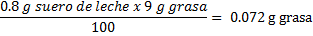 0.8 g suero de leche x 9 g grasa
100
= 0.072 g grasa